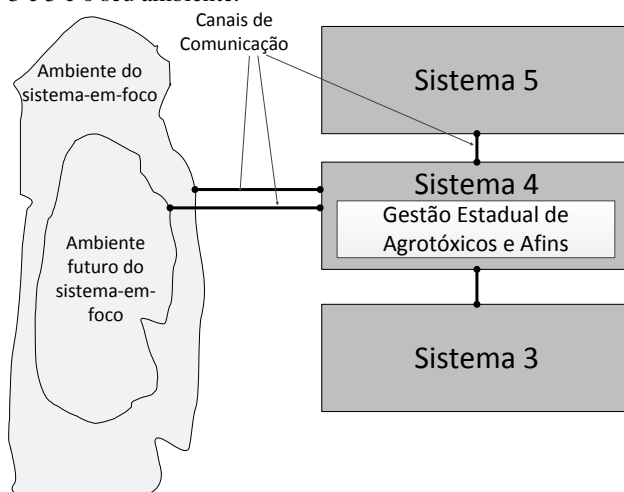 e o seu ambiente.
Canais de
Comunicação
Ambiente do
sistema-em-foco
Ambiente
futuro do
sistema-em-
foco
Sistema 5
Sistema 4
Gestão Estadual de
Agrotóxicos e Afins
Sistema 3